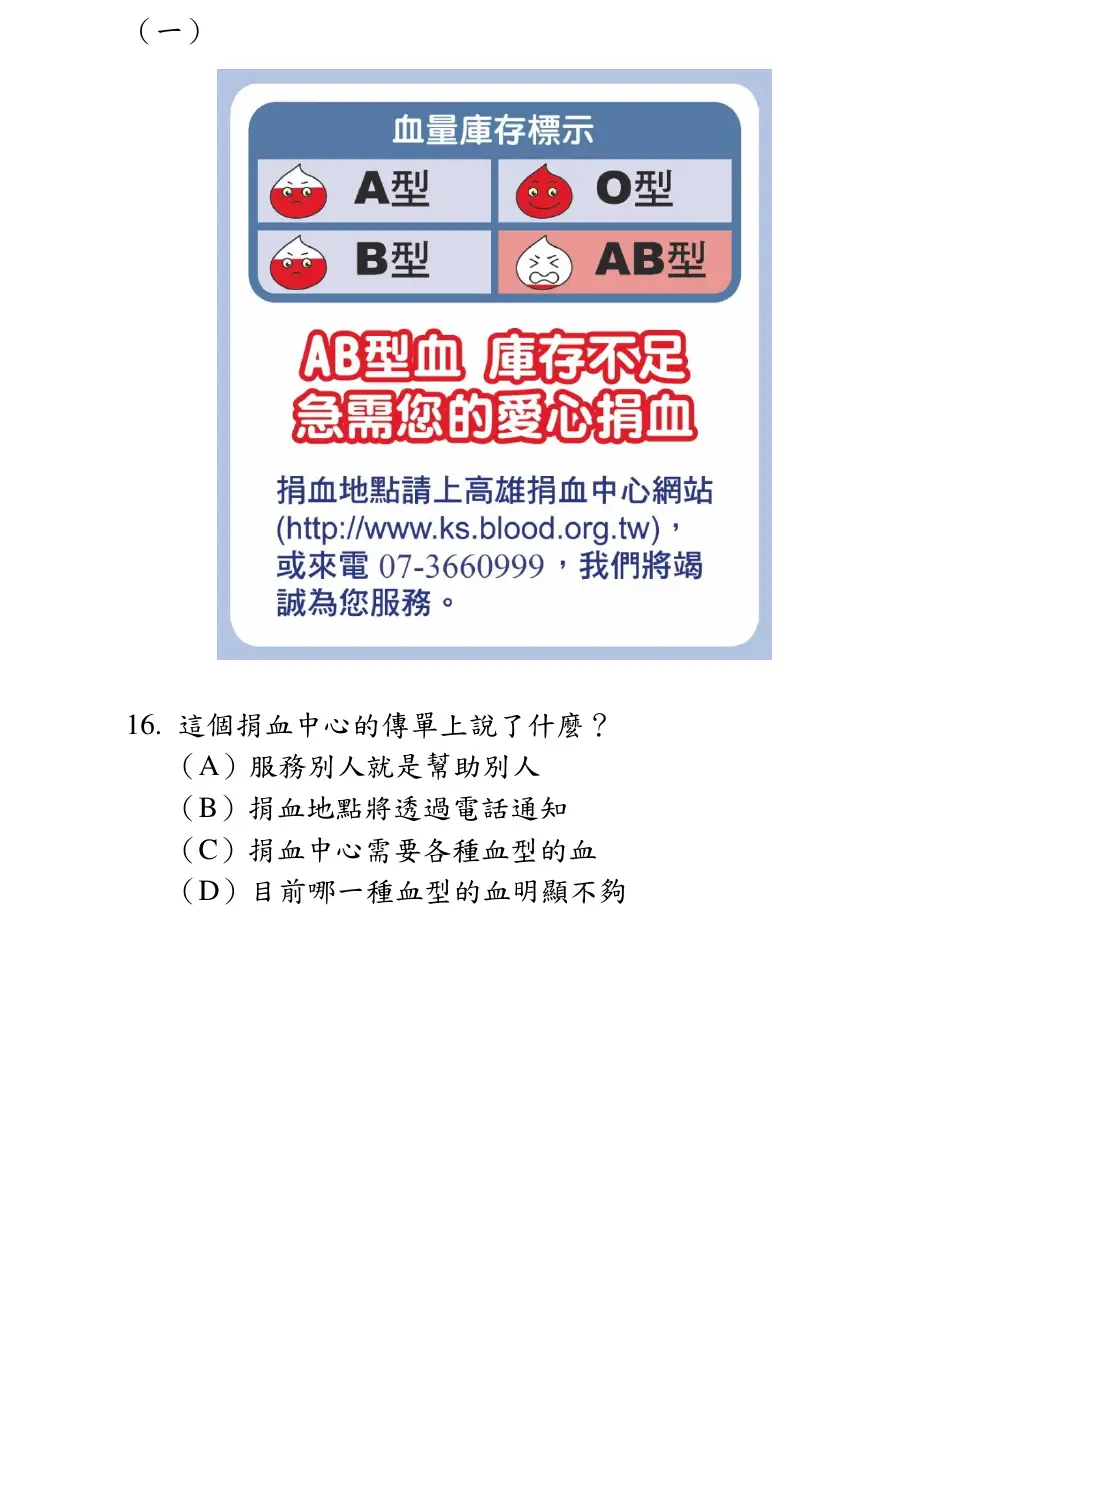 （一）
血量庫存標示
A型 O型
B型 AB型
AB型血 庫存不足
急需您的愛心捐血
捐血地點請上高雄捐血中心網站
(http://www.ks.blood.org.tw)，
或來電 07-3660999，我們將竭
誠為您服務。
16. 這個捐血中心的傳單上說了什麼？
（A）服務別人就是幫助別人
（B）捐血地點將透過電話通知
（C）捐血中心需要各種血型的血
（D）目前哪一種血型的血明顯不夠